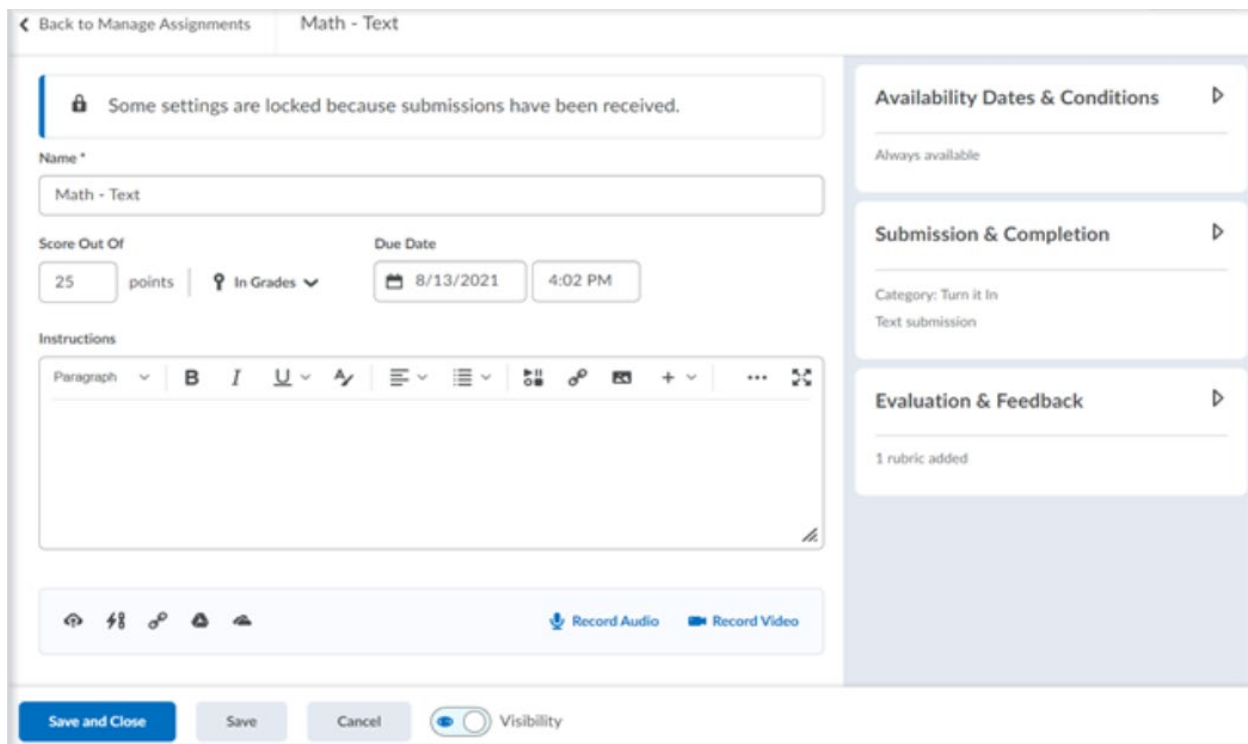 Back to Manage Assignments Math - Text
Some settings are locked because submissions have been received.
Name *
Math - Text
Score Out Of Due Date
25 points In Grades 8/13/2021 4:02 PM
Instructions
Paragraph B I U
Record Audio Record Video
Save and Close Save Cancel Visibility
Availability Dates & Conditions
Always available
Submission & Completion
Category: Turn it In
Text submission
Evaluation & Feedback
1 rubric added